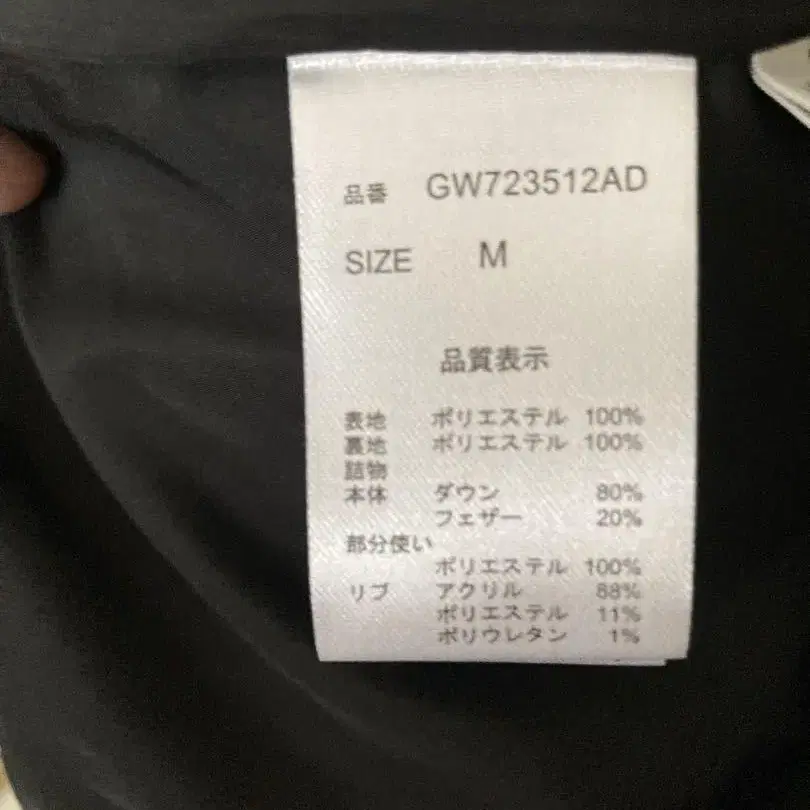 品番 GW723512AD
SIZE M
品質表示
表地 ポリエステル 100%
裏地 ポリエステル 100%
詰物
本体 ダウン 80%
フェザー 20%
部分使い
ポリエステル 100%
リブ アクリル 88%
ポリエステル 11%
ポリウレタン 1%